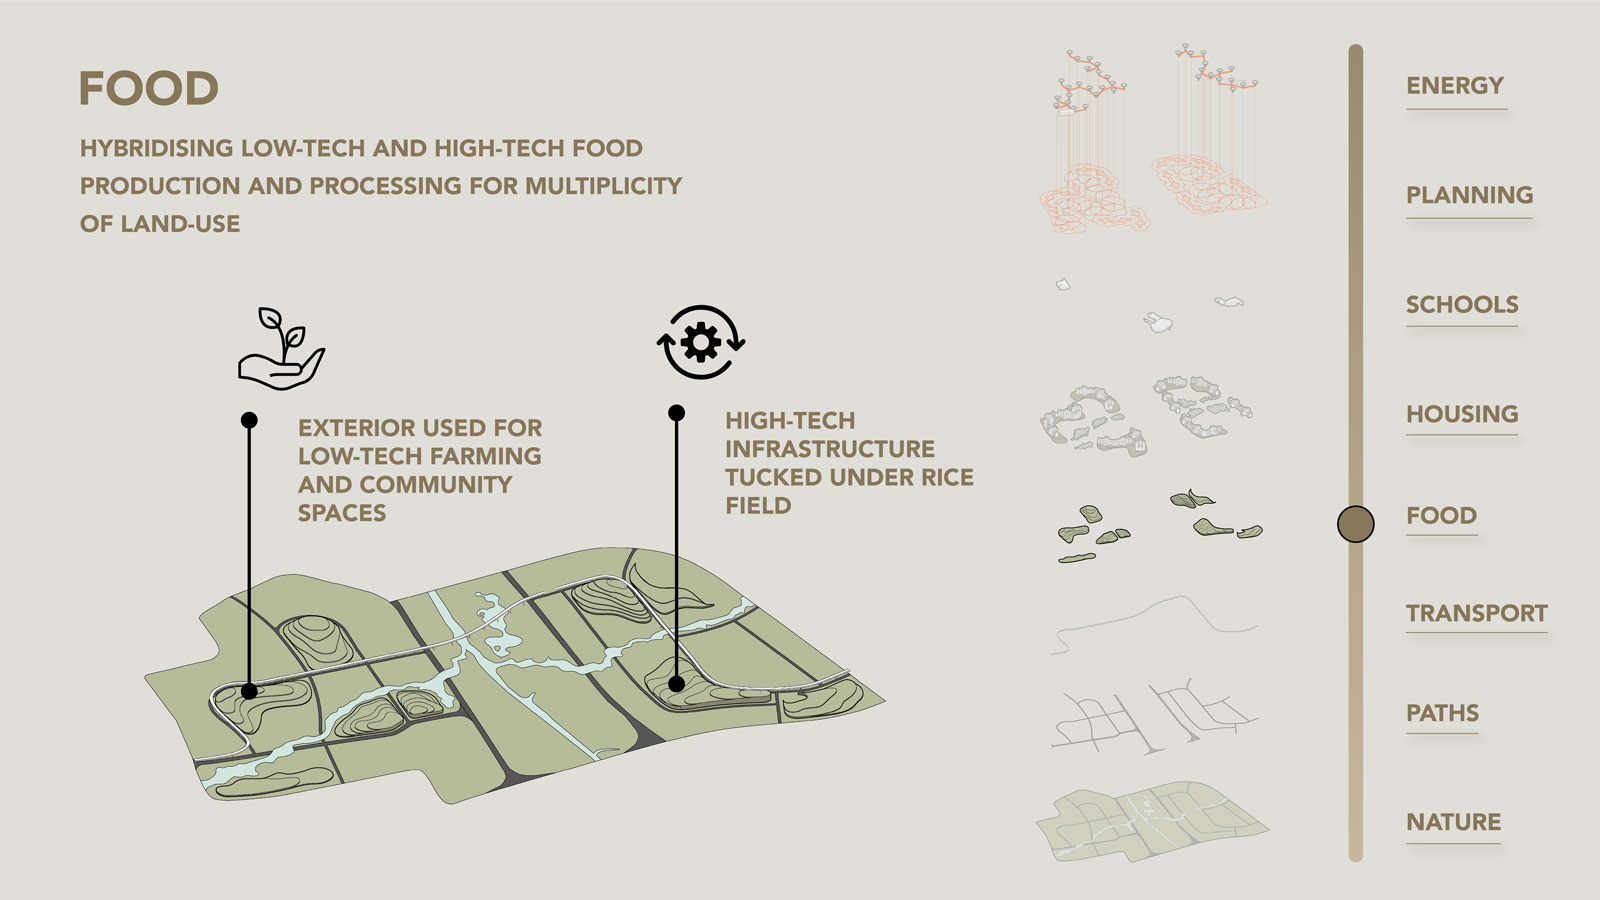 FOOD
HYBRIDISING LOW-TECH AND HIGH-TECH FOOD
PRODUCTION AND PROCESSING FOR MULTIPLICITY
OF LAND-USE
EXTERIOR USED FOR
LOW-TECH FARMING
AND COMMUNITY
SPACES
HIGH-TECH
INFRASTRUCTURE
TUCKED UNDER RICE
FIELD
ENERGY
PLANNING
SCHOOLS
HOUSING
FOOD
TRANSPORT
PATHS
NATURE